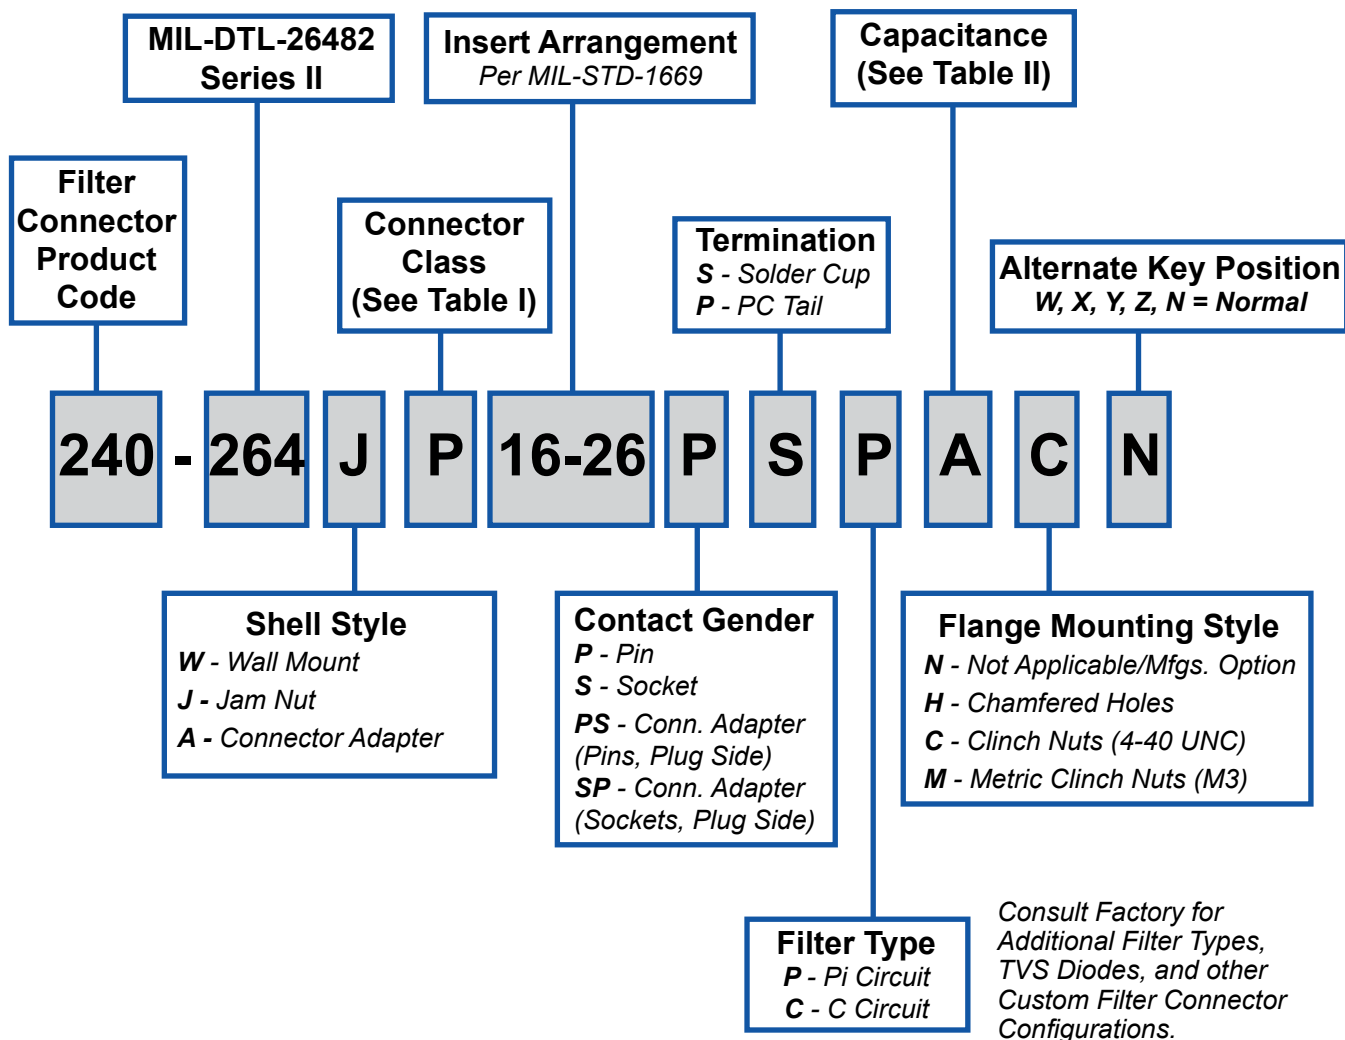 MIL-DTL-26482
Series II
Insert Arrangement
Per MIL-STD-1669
Capacitance
(See Table II)
Filter
Connector
Product
Code
Connector
Class
(See Table I)
Termination
S - Solder Cup
P - PC Tail
Alternate Key Position
W, X, Y, Z, N = Normal
240 - 264 J P 16-26 P S P A C N
Shell Style
W - Wall Mount
J - Jam Nut
A - Connector Adapter
Contact Gender
P - Pin
S - Socket
PS - Conn. Adapter
(Pins, Plug Side)
SP - Conn. Adapter
(Sockets, Plug Side)
Flange Mounting Style
N - Not Applicable/Mfgs. Option
H - Chamfered Holes
C - Clinch Nuts (4-40 UNC)
M - Metric Clinch Nuts (M3)
Filter Type
P - Pi Circuit
C - C Circuit
Consult Factory for
Additional Filter Types,
TVS Diodes, and other
Custom Filter Connector
Configurations.